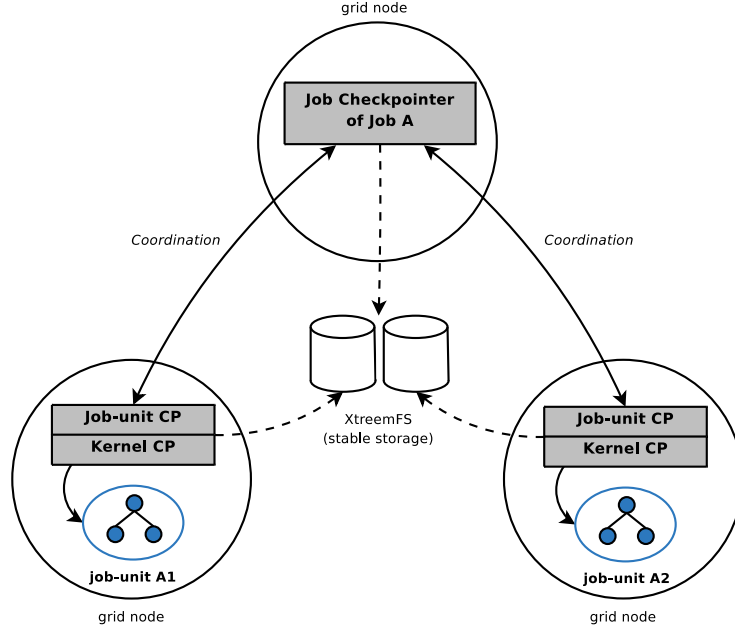 grid node
Job Checkpointer
of Job A
Coordination
Coordination
XtreemFS
(stable storage)
Job-unit CP
Kernel CP
job-unit A1
grid node
Job-unit CP
Kernel CP
job-unit A2
grid node